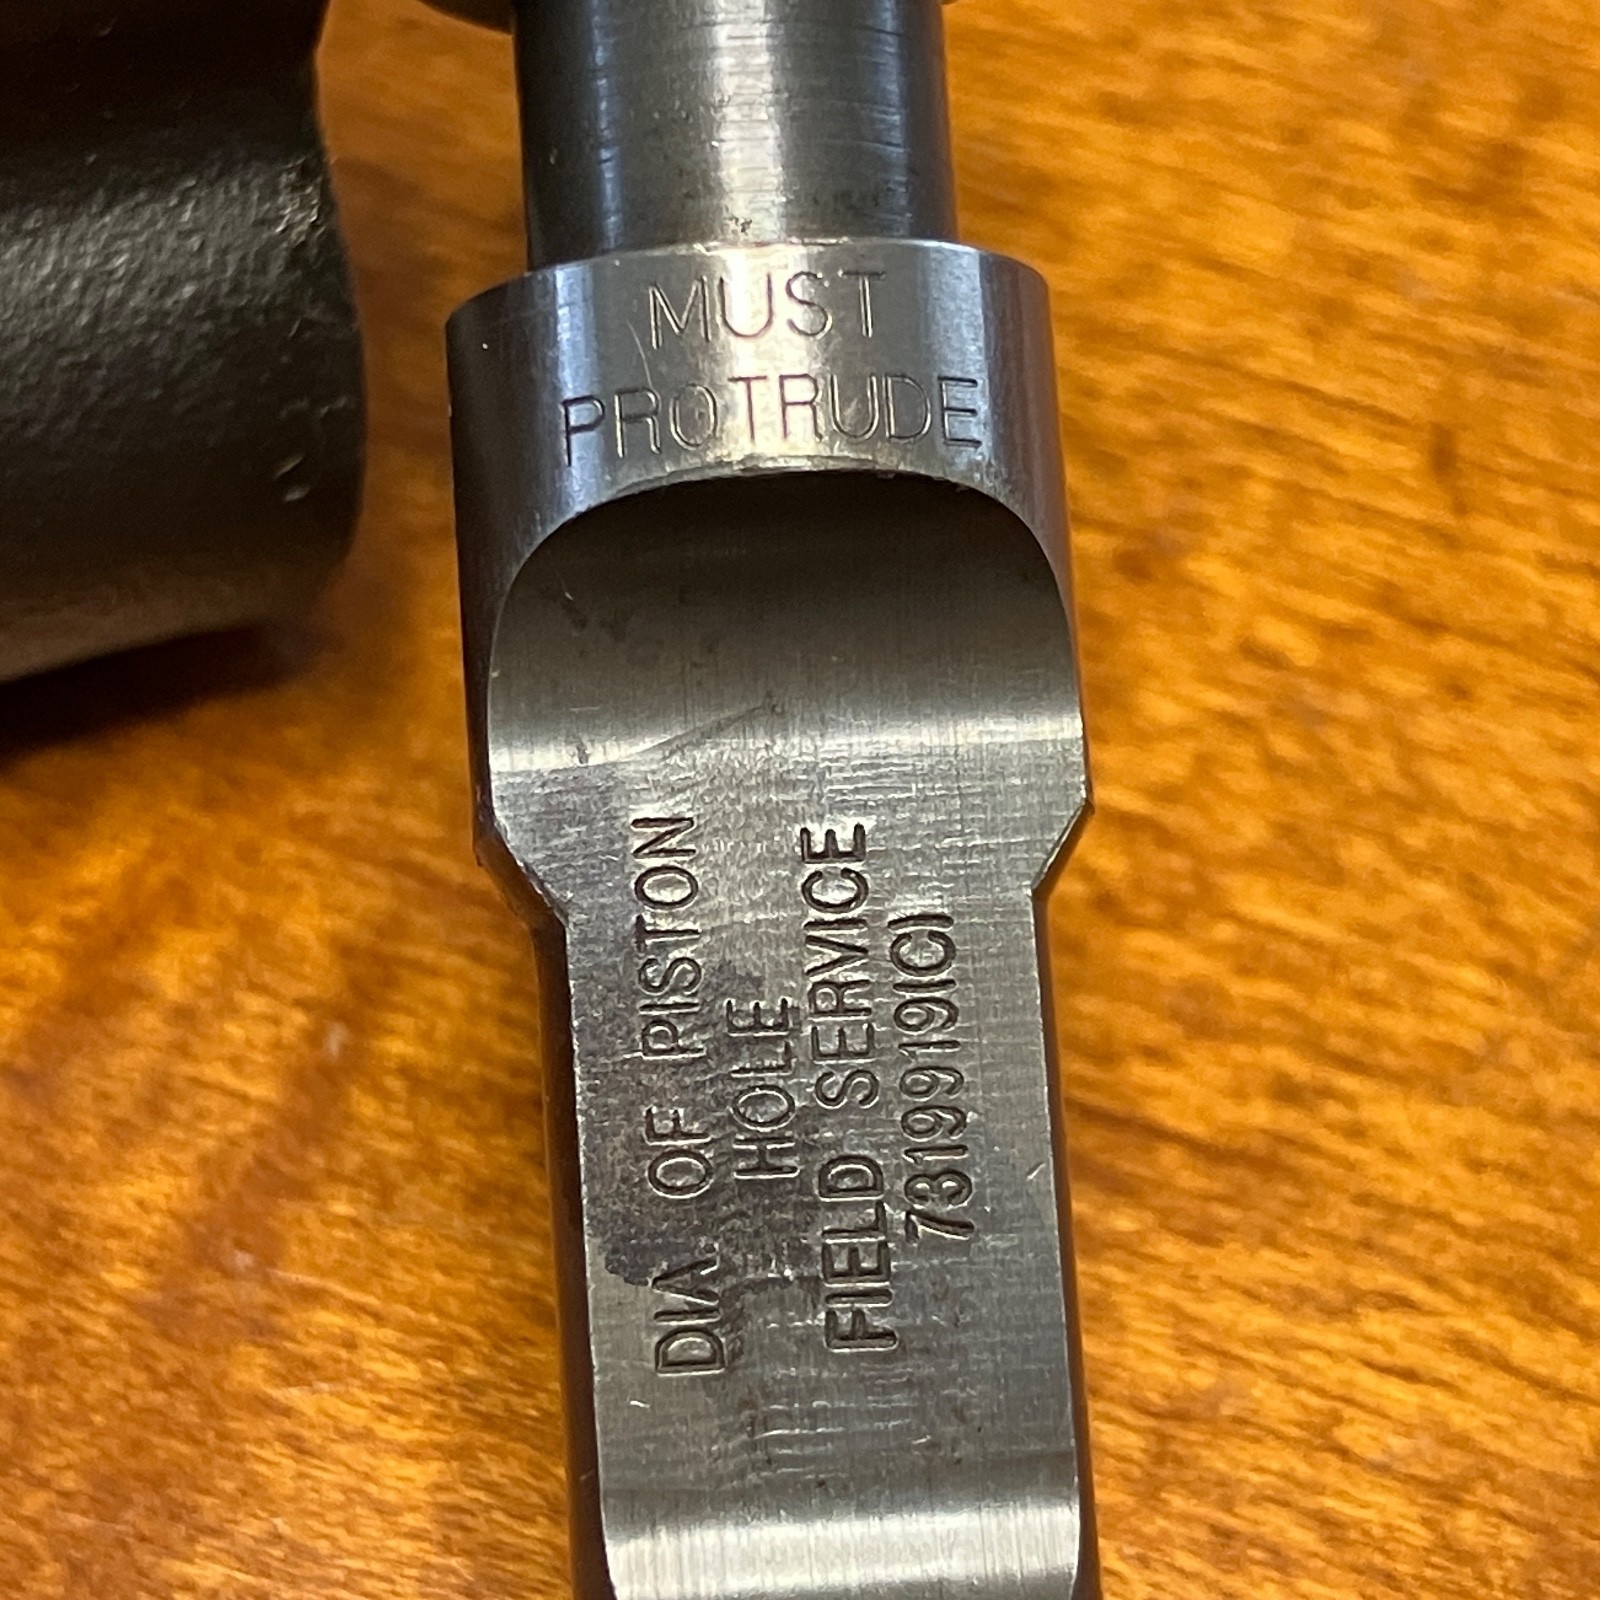 MUST
PROTRUDE
DIA. OF PISTON
HOLE
FIELD SERVICE
7319919(C)